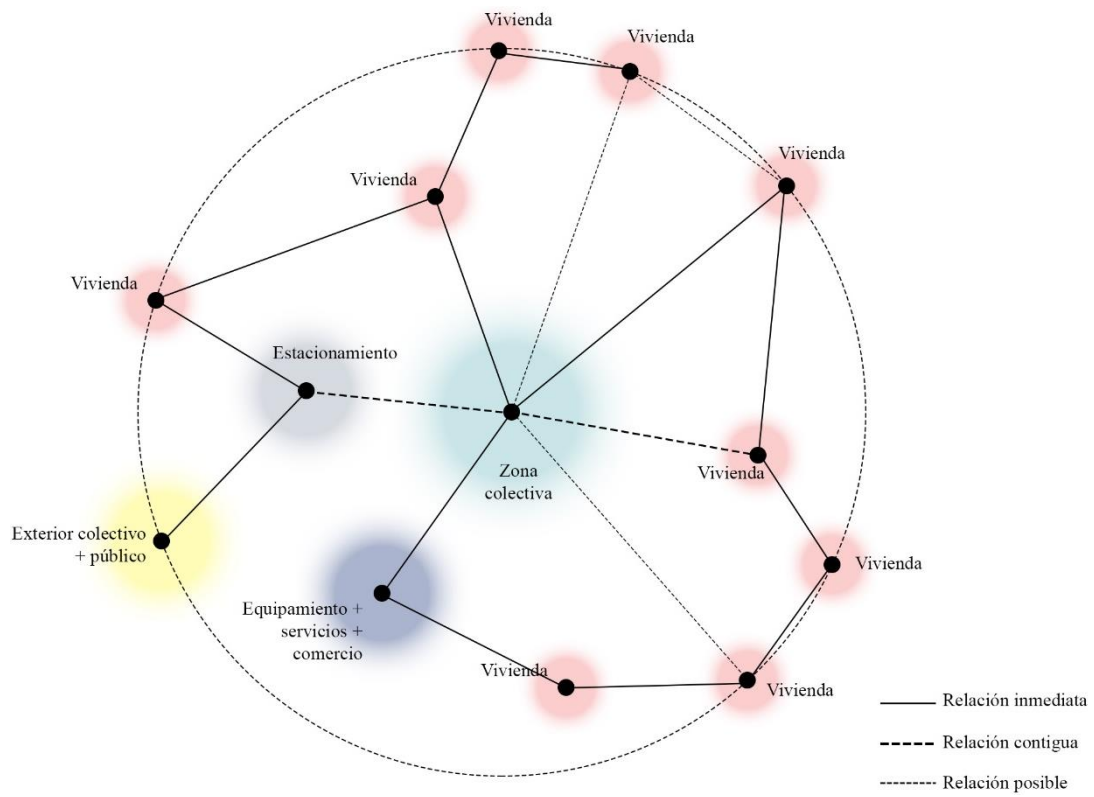 Vivienda
Vivienda
Vivienda
Vivienda
Vivienda
Estacionamiento
Zona
colectiva
Vivienda
Exterior colectivo
+ público
Vivienda
Equipamiento +
servicios +
comercio
Vivienda
Vivienda
Relación inmediata
Relación contigua
Relación posible